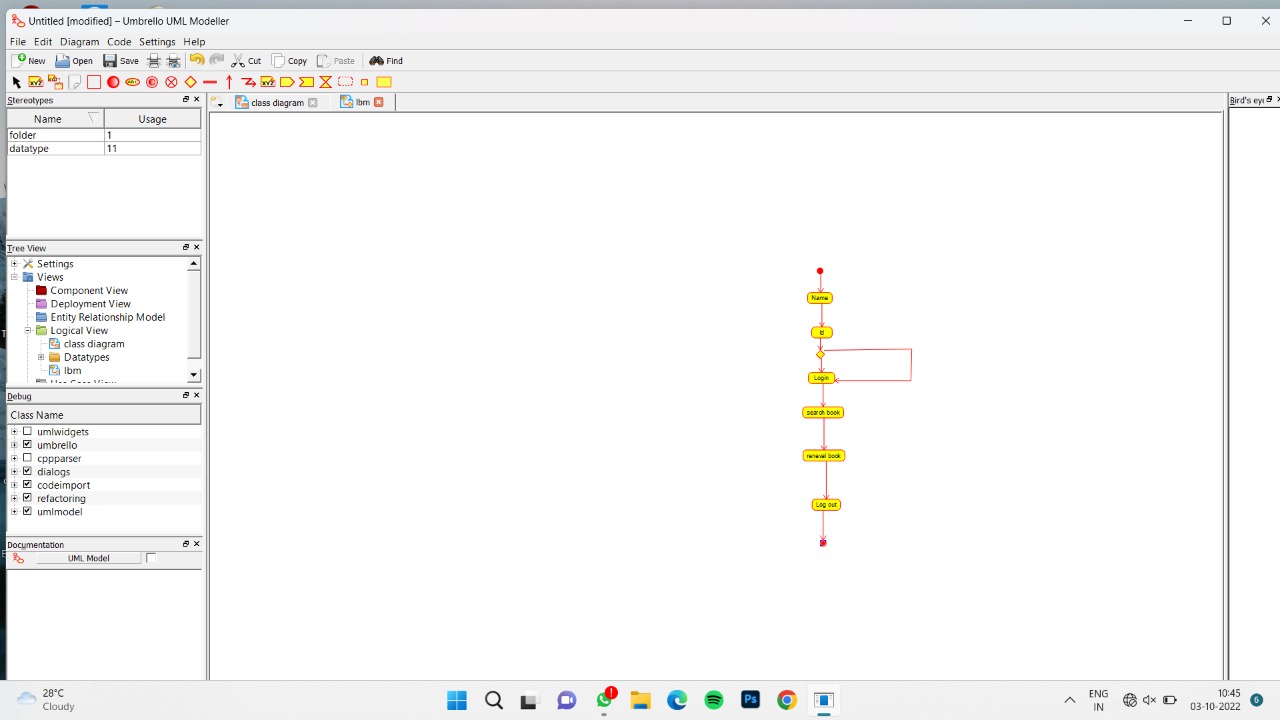 Untitled [modified] – Umbrello UML Modeller
File Edit Diagram Code Settings Help
New Open Save Cut Copy Paste Find
Stereotypes
class diagram
lbm
Bird's ey
Name Usage
folder 1
datatype 11
Tree View
Settings
Views
Component View
Deployment View
Entity Relationship Model
Logical View
class diagram
Datatypes
lbm
Debug
Class Name
umlwidgets
umbrello
cppparser
dialogs
codeimport
refactoring
umlmodel
Documentation
UML Model
Name
Id
Login
search book
reneval book
Log out
28°C
Cloudy
Ps
ENG
IN
10:45
03-10-2022
6